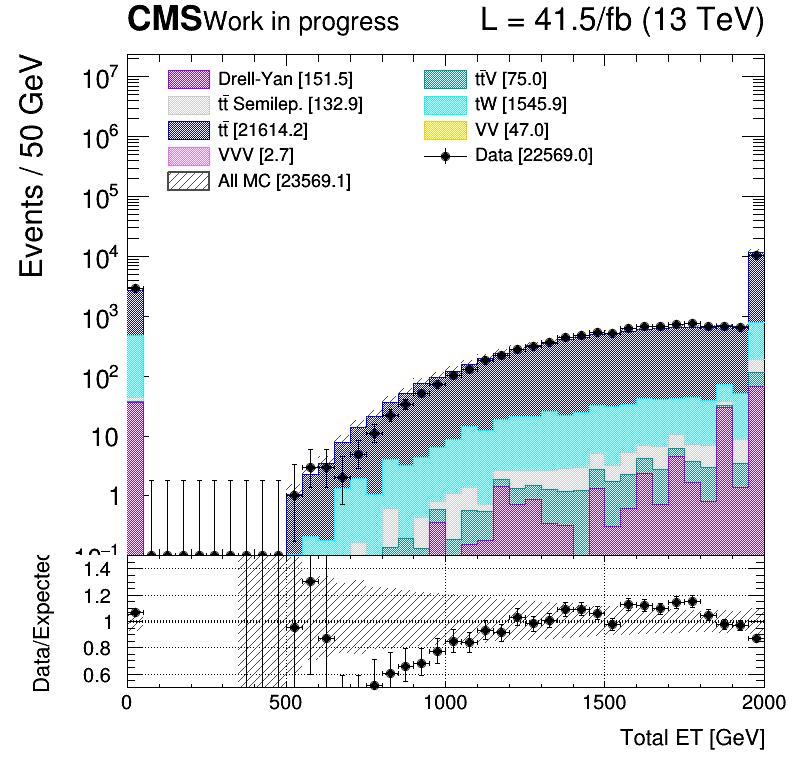 CMS Work in progress L = 41.5/fb (13 TeV)
Events / 50 GeV
Drell-Yan [151.5]
tt̄ Semilep. [132.9]
tt̄ [21614.2]
VVV [2.7]
All MC [23569.1]
tt̄V [75.0]
tW [1545.9]
VV [47.0]
Data [22569.0]
10⁷
10⁶
10⁵
10⁴
10³
10²
10
1
10⁻¹
Data/Expected
1.4
1.2
1
0.8
0.6
0 500 1000 1500 2000
Total ET [GeV]